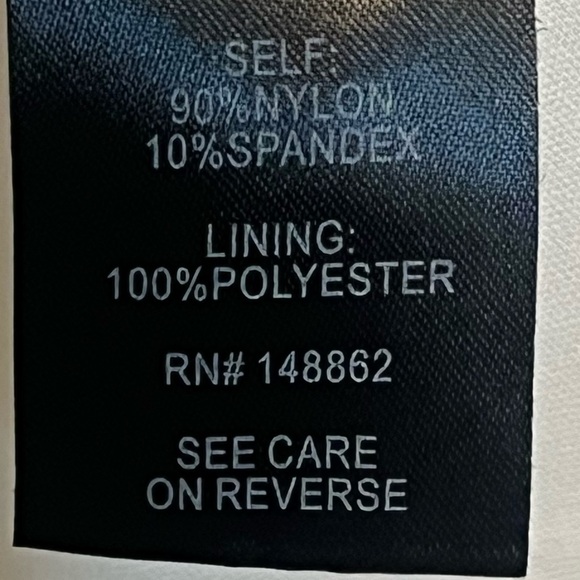 SELF:
90%NYLON
10%SPANDEX
LINING:
100%POLYESTER
RN# 148862
SEE CARE
ON REVERSE